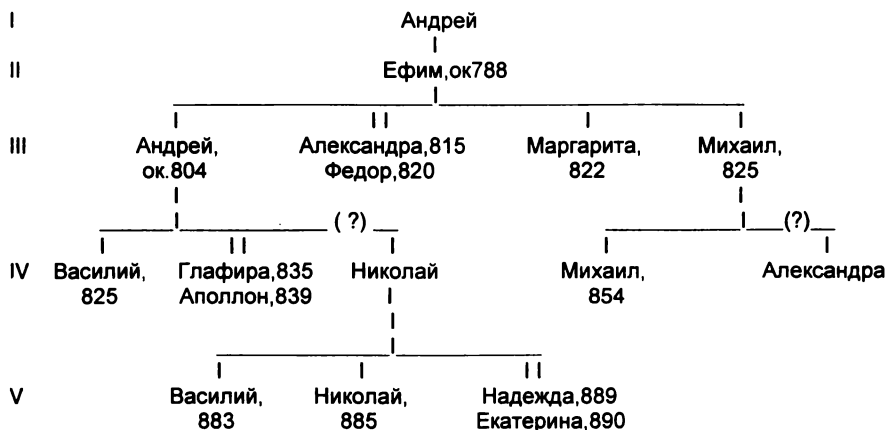 I Андрей
II Ефим,ок788
III Андрей, Александра,815 Маргарита, Михаил,
ок.804 Федор,820 822 825
( ?) (?)
IV Василий, Глафира,835 Николай Михаил, Александра
825 Аполлон,839 854
V Василий, Николай, Надежда,889
883 885 Екатерина,890